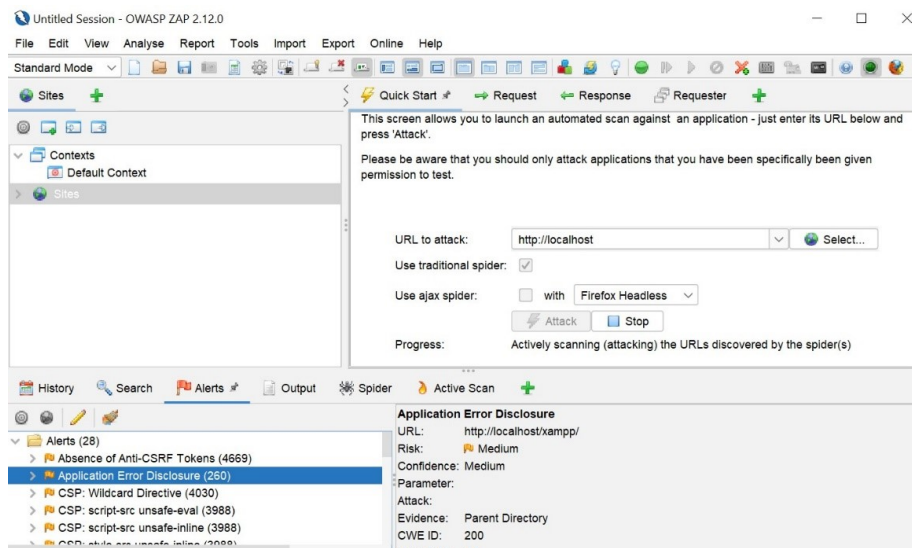 Untitled Session - OWASP ZAP 2.12.0
File Edit View Analyse Report Tools Import Export Online Help
Standard Mode
Sites
Quick Start
Request
Response
Requester
Contexts
Default Context
Sites
This screen allows you to launch an automated scan against an application - just enter its URL below and
press 'Attack'.
Please be aware that you should only attack applications that you have been specifically been given
permission to test.
URL to attack: http://localhost Select...
Use traditional spider:
Use ajax spider: with Firefox Headless
Attack Stop
Progress: Actively scanning (attacking) the URLs discovered by the spider(s)
History Search Alerts Output Spider Active Scan
Alerts (28)
Absence of Anti-CSRF Tokens (4669)
Application Error Disclosure (260)
CSP: Wildcard Directive (4030)
CSP: script-src unsafe-eval (3988)
CSP: script-src unsafe-inline (3988)
CSP: style-src unsafe-inline (3988)
Application Error Disclosure
URL: http://localhost/xampp/
Risk: Medium
Confidence: Medium
Parameter:
Attack:
Evidence: Parent Directory
CWE ID: 200